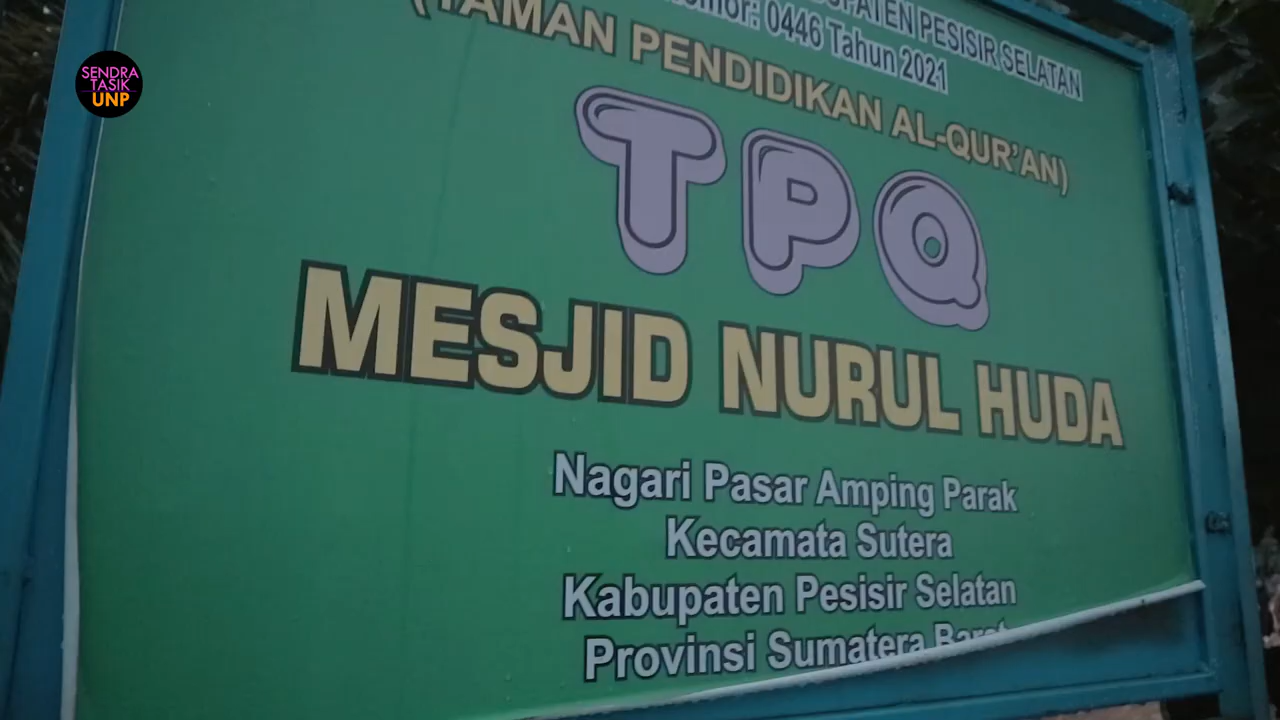 SENDRA
TASIK
UNP
PESISIR SELATAN
Nomor: 0446 Tahun 2021
(TAMAN PENDIDIKAN AL-QUR'AN)
TPQ
MESJID NURUL HUDA
Nagari Pasar Amping Parak
Kecamata Sutera
Kabupaten Pesisir Selatan
Provinsi Sumatera Barat